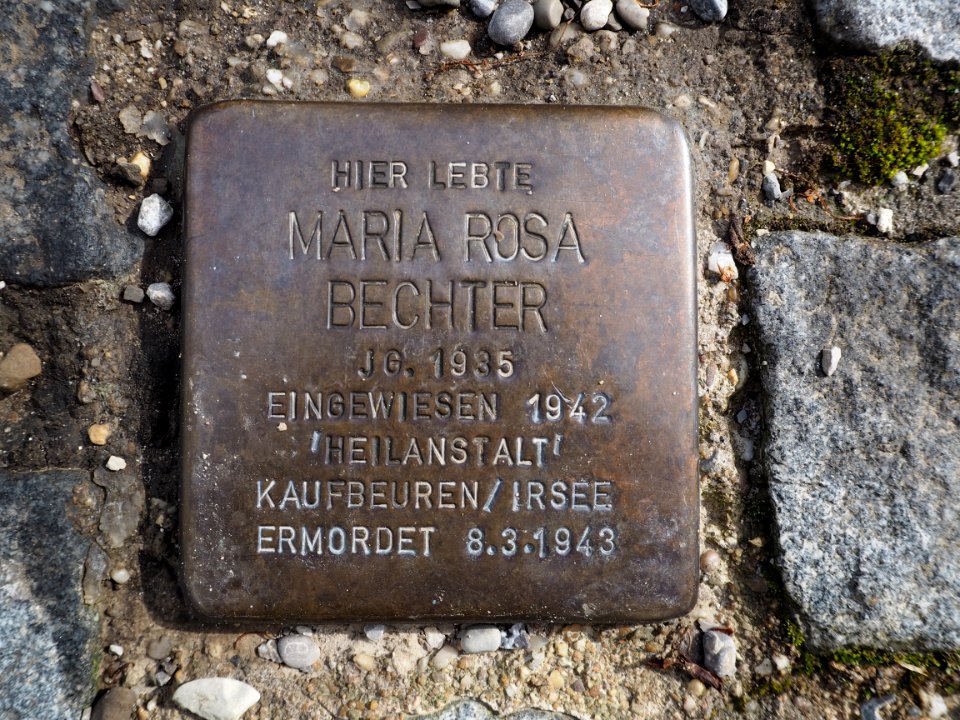 HIER LEBTE
MARIA ROSA
BECHTER
JG. 1935
EINGEWIESEN 1942
'HEILANSTALT'
KAUFBEUREN/IRSEE
ERMORDET 8.3.1943